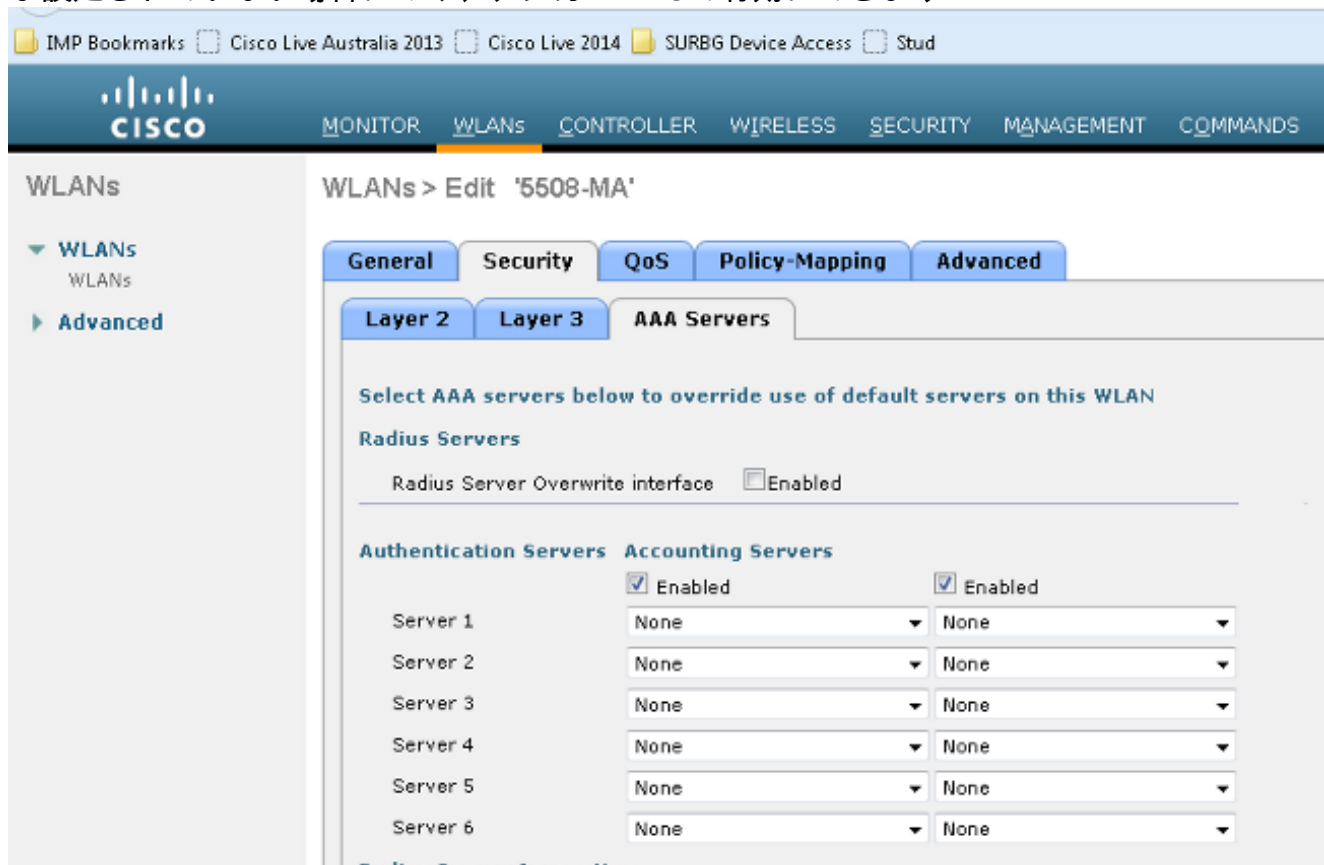 IMP Bookmarks Cisco Live Australia 2013 Cisco Live 2014 SURBG Device Access Stud
CISCO
MONITOR WLANs CONTROLLER WIRELESS SECURITY MANAGEMENT COMMANDS
WLANs
WLANs > Edit '5508-MA'
WLANs
WLANs
Advanced
General Security QoS Policy-Mapping Advanced
Layer 2 Layer 3 AAA Servers
Select AAA servers below to override use of default servers on this WLAN
Radius Servers
Radius Server Overwrite interface Enabled
Authentication Servers Accounting Servers
Enabled Enabled
Server 1 None None
Server 2 None None
Server 3 None None
Server 4 None None
Server 5 None None
Server 6 None None